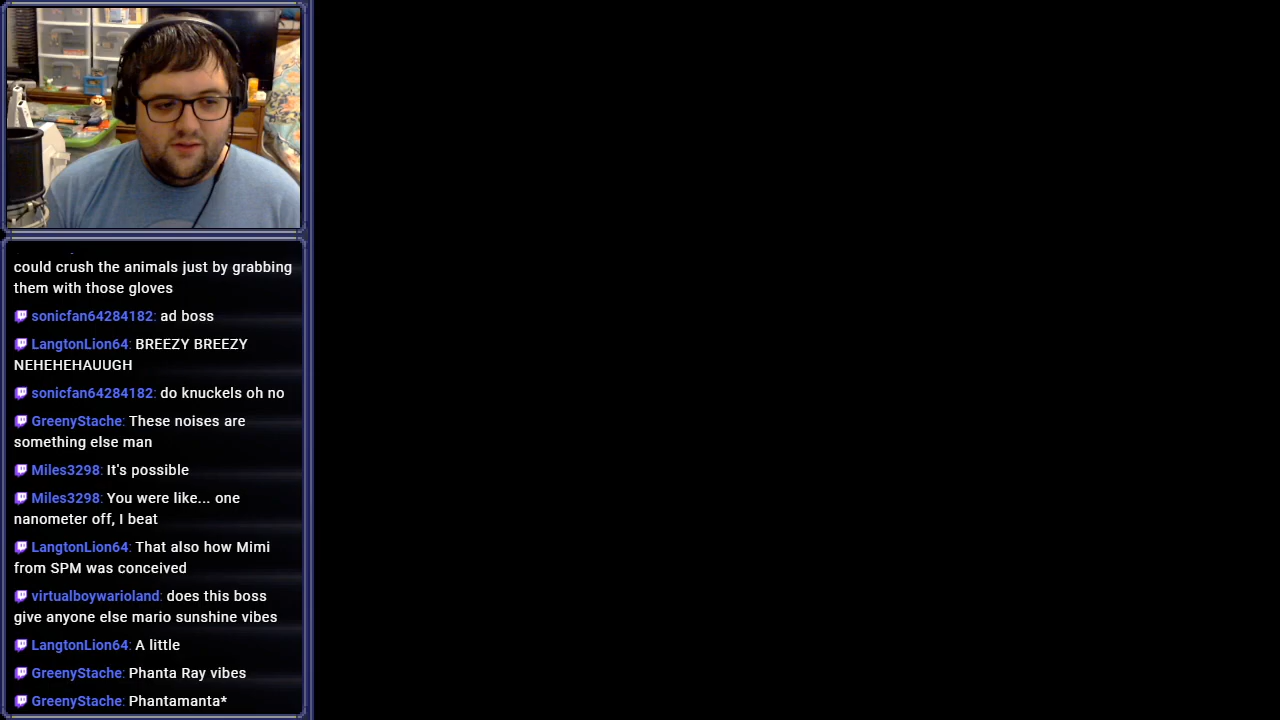 could crush the animals just by grabbing
them with those gloves
sonicfan64284182: ad boss
LangtonLion64: BREEZY BREEZY
NEHEHEHAUUGH
sonicfan64284182: do knuckels oh no
GreenyStache: These noises are
something else man
Miles3298: It's possible
Miles3298: You were like... one
nanometer off, I beat
LangtonLion64: That also how Mimi
from SPM was conceived
virtualboywarioland: does this boss
give anyone else mario sunshine vibes
LangtonLion64: A little
GreenyStache: Phanta Ray vibes
GreenyStache: Phantamanta*